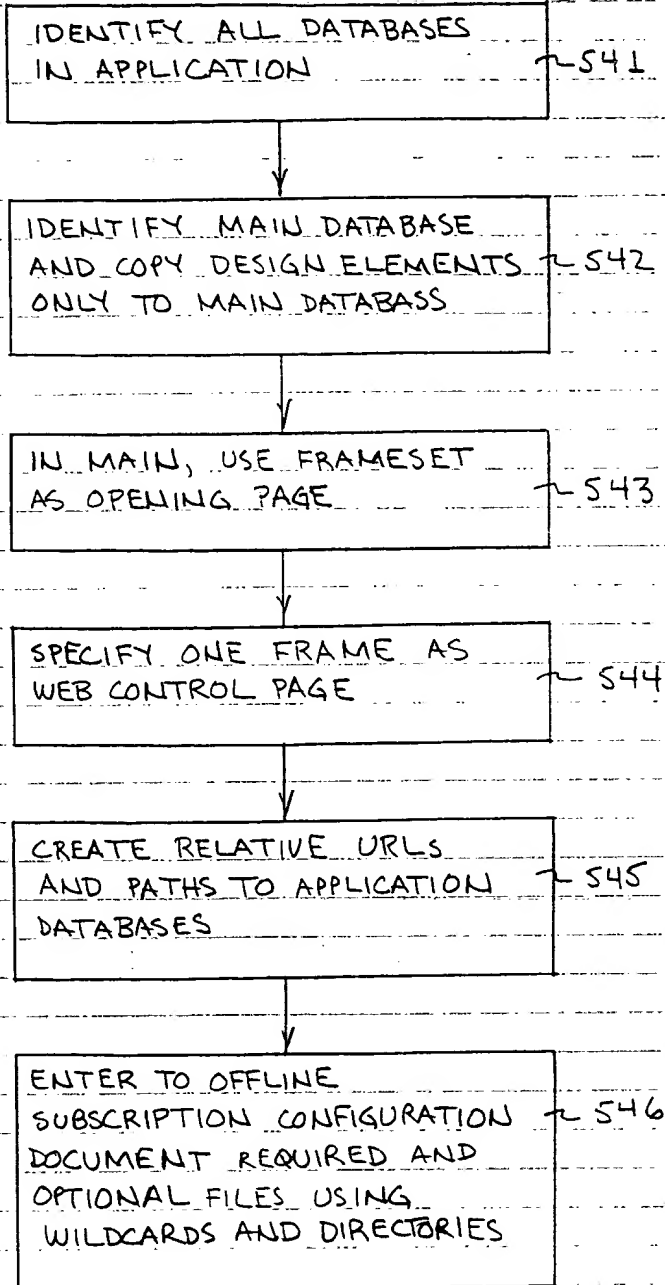 IDENTIFY ALL DATABASES
IN APPLICATION
541
IDENTIFY MAIN DATABASE
AND COPY DESIGN ELEMENTS
542
ONLY TO MAIN DATABASS
IN MAIN, USE FRAMESET
AS OPENING PAGE
543
SPECIFY ONE FRAME AS
WEB CONTROL PAGE
544
CREATE RELATIVE URLS
AND PATHS TO APPLICATION
545
DATABASES
ENTER TO OFFLINE
SUBSCRIPTION CONFIGURATION
546
DOCUMENT REQUIRED AND
OPTIONAL FILES USING
WILDCARDS AND DIRECTORIES